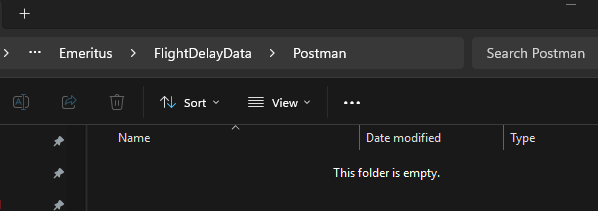 ··· Emeritus > FlightDelayData > Postman > Search Postman
Sort View ···
Name Date modified Type
This folder is empty.